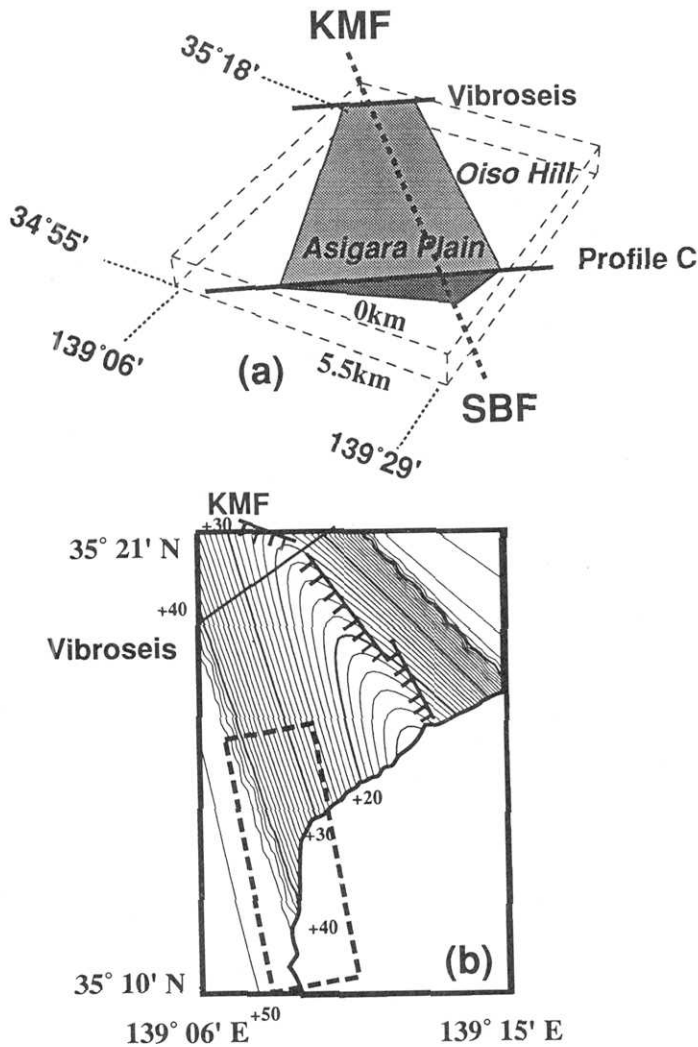 KMF
35°18'
Vibroseis
Oiso Hill
34°55'
Asigara Plain
Profile C
0km
139°06'
(a)
5.5km
SBF
139°29'
KMF
+30
35° 21' N
+40
Vibroseis
+20
+30
+40
(b)
35° 10' N
139° 06' E
+50
139° 15' E